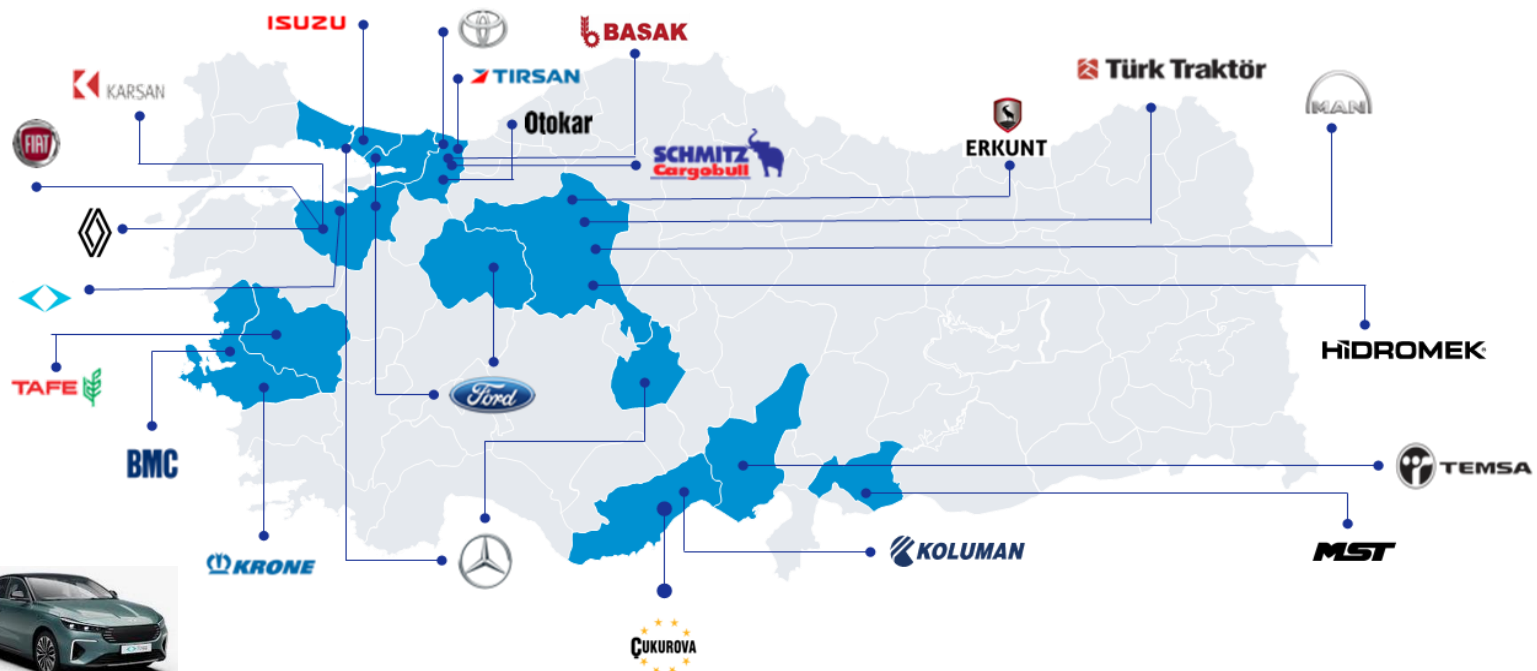 ISUZU
BASAK
KARSAN
TIRSAN
Türk Traktör
MAN
FIAT
Otokar
SCHMITZ
Cargobull
ERKUNT
HİDROMEK
TAFE
Ford
BMC
TEMSA
KRONE
KOLUMAN
MST
ÇUKUROVA